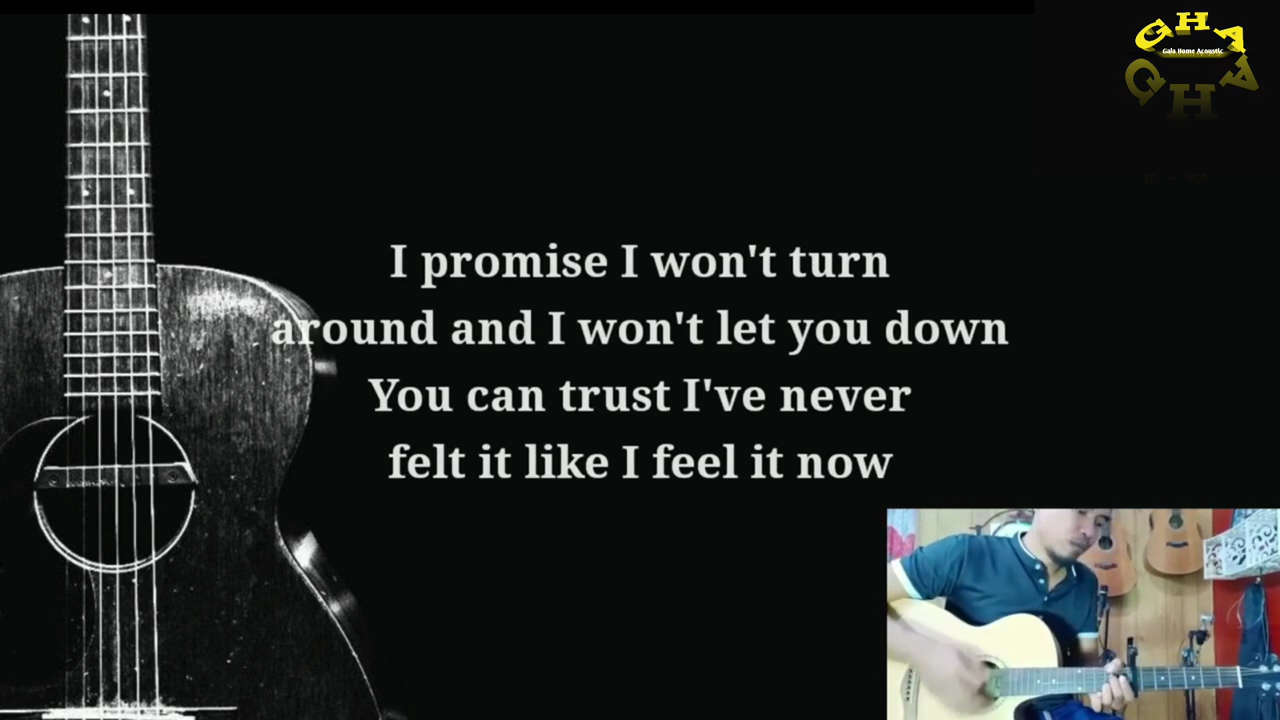 GHA
Gala Home Acoustic
I promise I won't turn
around and I won't let you down
You can trust I've never
felt it like I feel it now